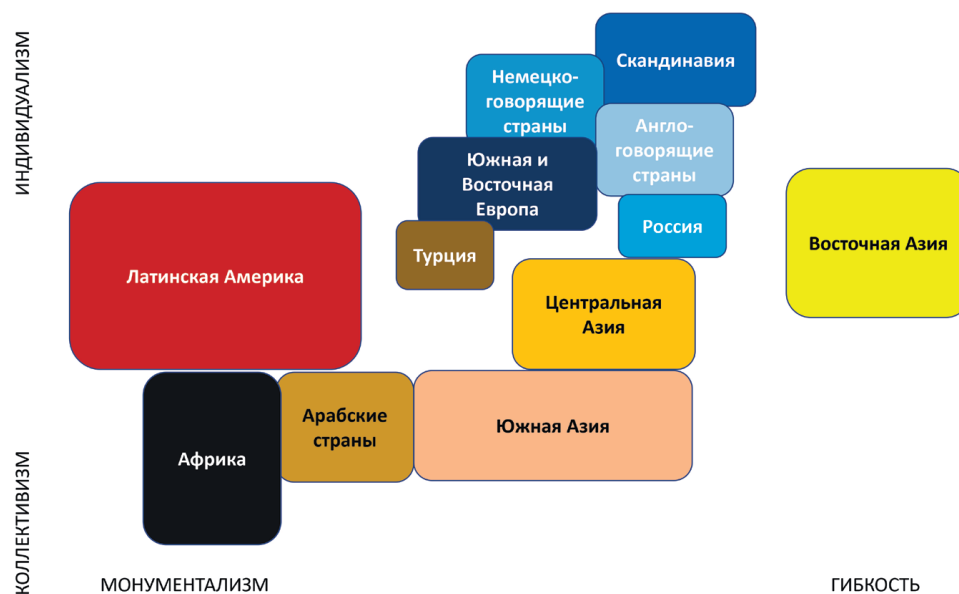 ИНДИВИДУАЛИЗМ
КОЛЛЕКТИВИЗМ
Скандинавия
Немецко-
говорящие
страны
Англо-
говорящие
страны
Южная и
Восточная
Европа
Россия
Турция
Восточная Азия
Латинская Америка
Центральная
Азия
Арабские
страны
Южная Азия
Африка
МОНУМЕНТАЛИЗМ
ГИБКОСТЬ